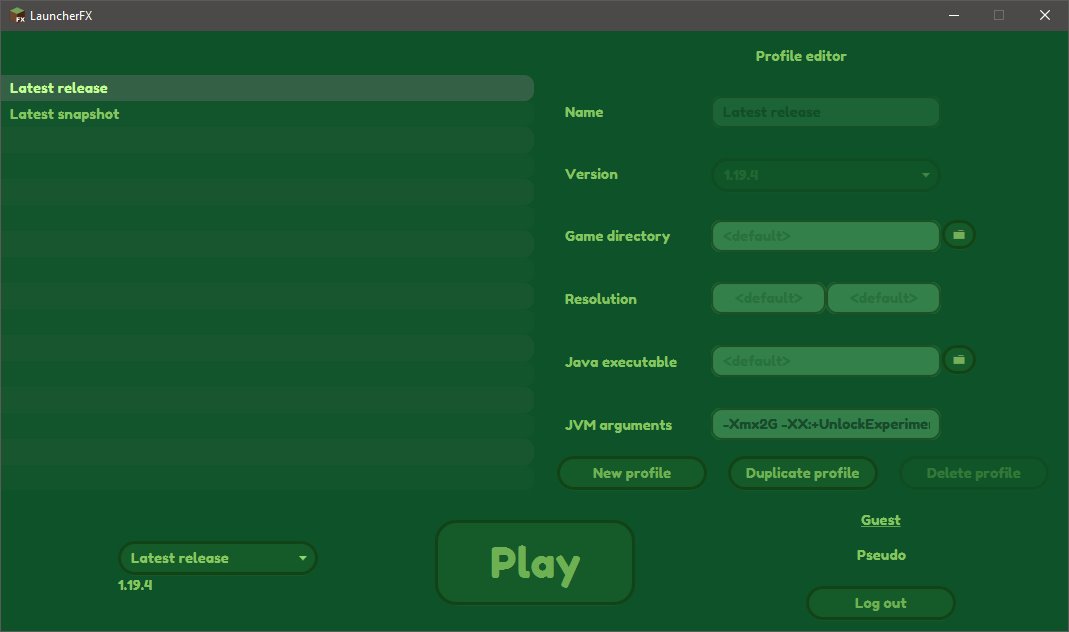 FX LauncherFX
Latest release
Latest snapshot
Profile editor
Name
Latest release
Version
1.19.4
Game directory
<default>
Resolution
<default> <default>
Java executable
<default>
JVM arguments
-Xmx2G -XX:+UnlockExperimen
New profile
Duplicate profile
Delete profile
Latest release
1.19.4
Play
Guest
Pseudo
Log out